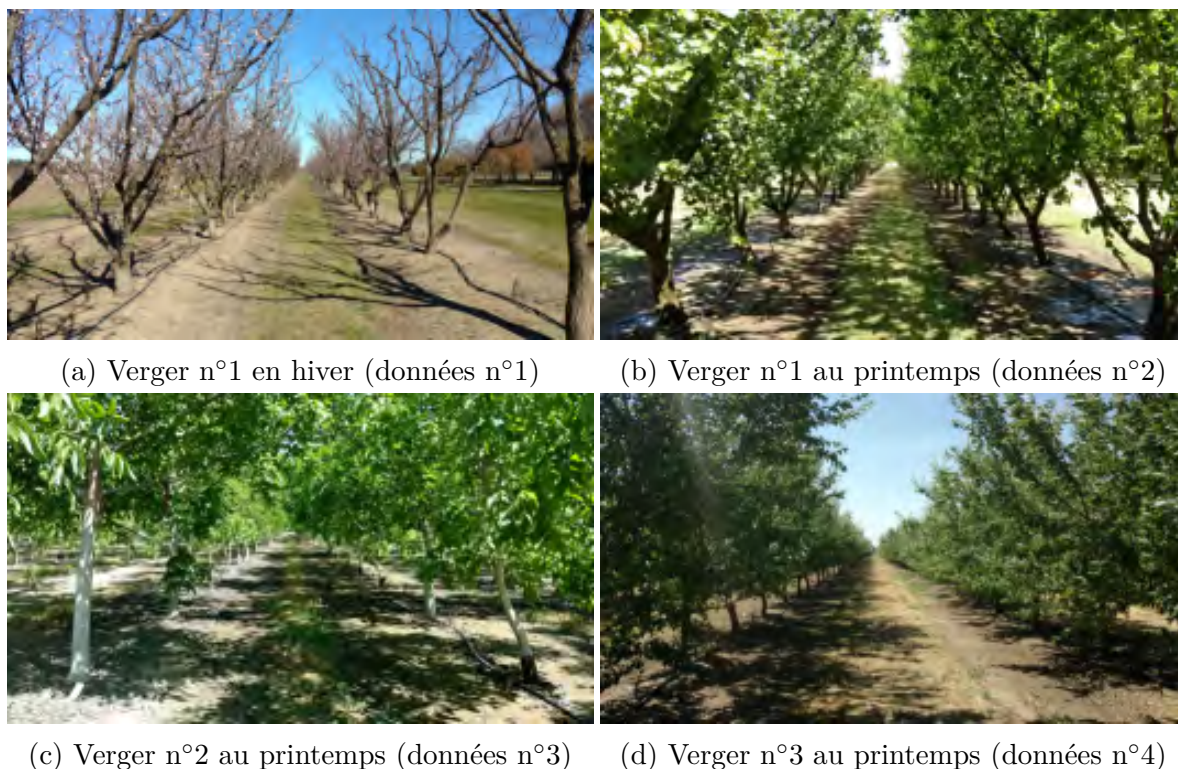 (a) Verger n°1 en hiver (données n°1)
(b) Verger n°1 au printemps (données n°2)
(c) Verger n°2 au printemps (données n°3)
(d) Verger n°3 au printemps (données n°4)